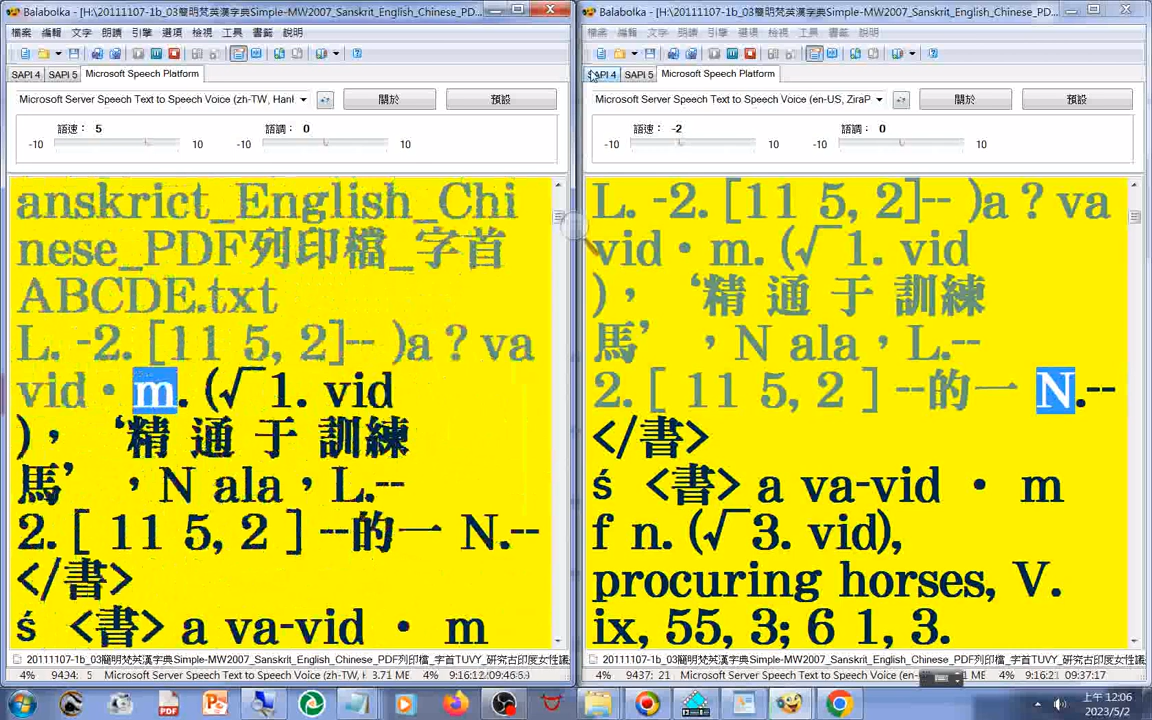 Balabolka - [H:\20111107-1b_03簡明梵英漢字典Simple-MW2007_Sanskrit_English_Chinese_PD...
檔案 編輯 文字 朗讀 引擎 選項 檢視 工具 書籤 說明
SAPI 4 SAPI 5 Microsoft Speech Platform
Microsoft Server Speech Text to Speech Voice (zh-TW, Han
關於 預設
語速： 5 語調： 0
-10 10 -10 10
anskrict_English_Chi
nese_PDF列印檔_字首
ABCDE.txt
L. -2. [11 5, 2]-- )a ? va
vid · m. (√ 1. vid
)， ‘精 通 于 訓練
馬’ ，N ala，L.--
2. [ 11 5, 2 ] --的一 N.--
</書>
ś <書> a va-vid · m
20111107-1b_03簡明梵英漢字典Simple-MW2007_Sanskrit_English_Chinese_PDF列印檔_字首TUVY_研究古印度女性議
4% 9434: 5 Microsoft Server Speech Text to Speech Voice (zh-TW, 3.71 ME 4% 9:16:12/09:46:53
Balabolka - [H:\20111107-1b_03簡明梵英漢字典Simple-MW2007_Sanskrit_English_Chinese_PD...
檔案 編輯 文字 朗讀 引擎 選項 檢視 工具 書籤 說明
SAPI 4 SAPI 5 Microsoft Speech Platform
Microsoft Server Speech Text to Speech Voice (en-US, ZiraP
關於 預設
語速： -2 語調： 0
-10 10 -10 10
L. -2. [11 5, 2]-- )a ? va
vid · m. (√ 1. vid
)， ‘精 通 于 訓練
馬’ ，N ala，L.--
2. [ 11 5, 2 ] --的一 N.--
</書>
ś <書> a va-vid · m
f n. (√ 3. vid),
procuring horses, V.
ix, 55, 3; 6 1, 3.
20111107-1b_03簡明梵英漢字典Simple-MW2007_Sanskrit_English_Chinese_PDF列印檔_字首TUVY_研究古印度女性議
4% 9437: 21 Microsoft Server Speech Text to Speech Voice (en- ME 4% 9:16:21/09:37:17
上午 12:06
2023/5/2